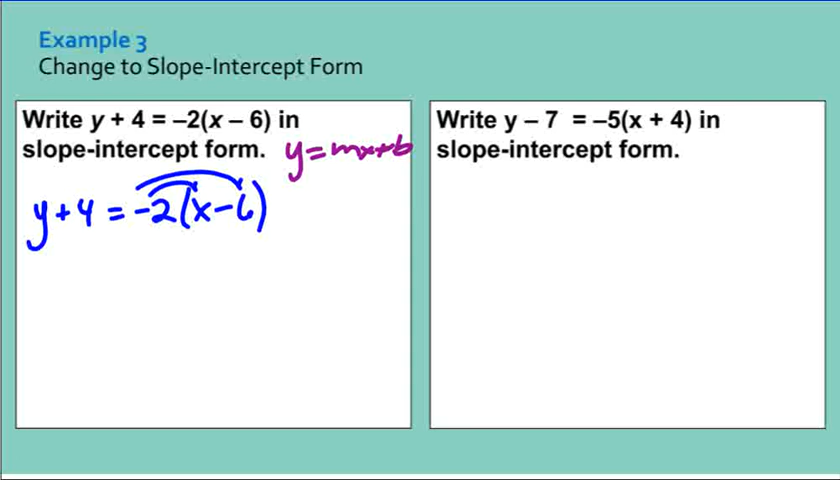 Example 3
Change to Slope-Intercept Form
Write y + 4 = –2(x – 6) in
slope-intercept form. y = mx + b
y + 4 = -2(x - 6)
Write y – 7 = –5(x + 4) in
slope-intercept form.